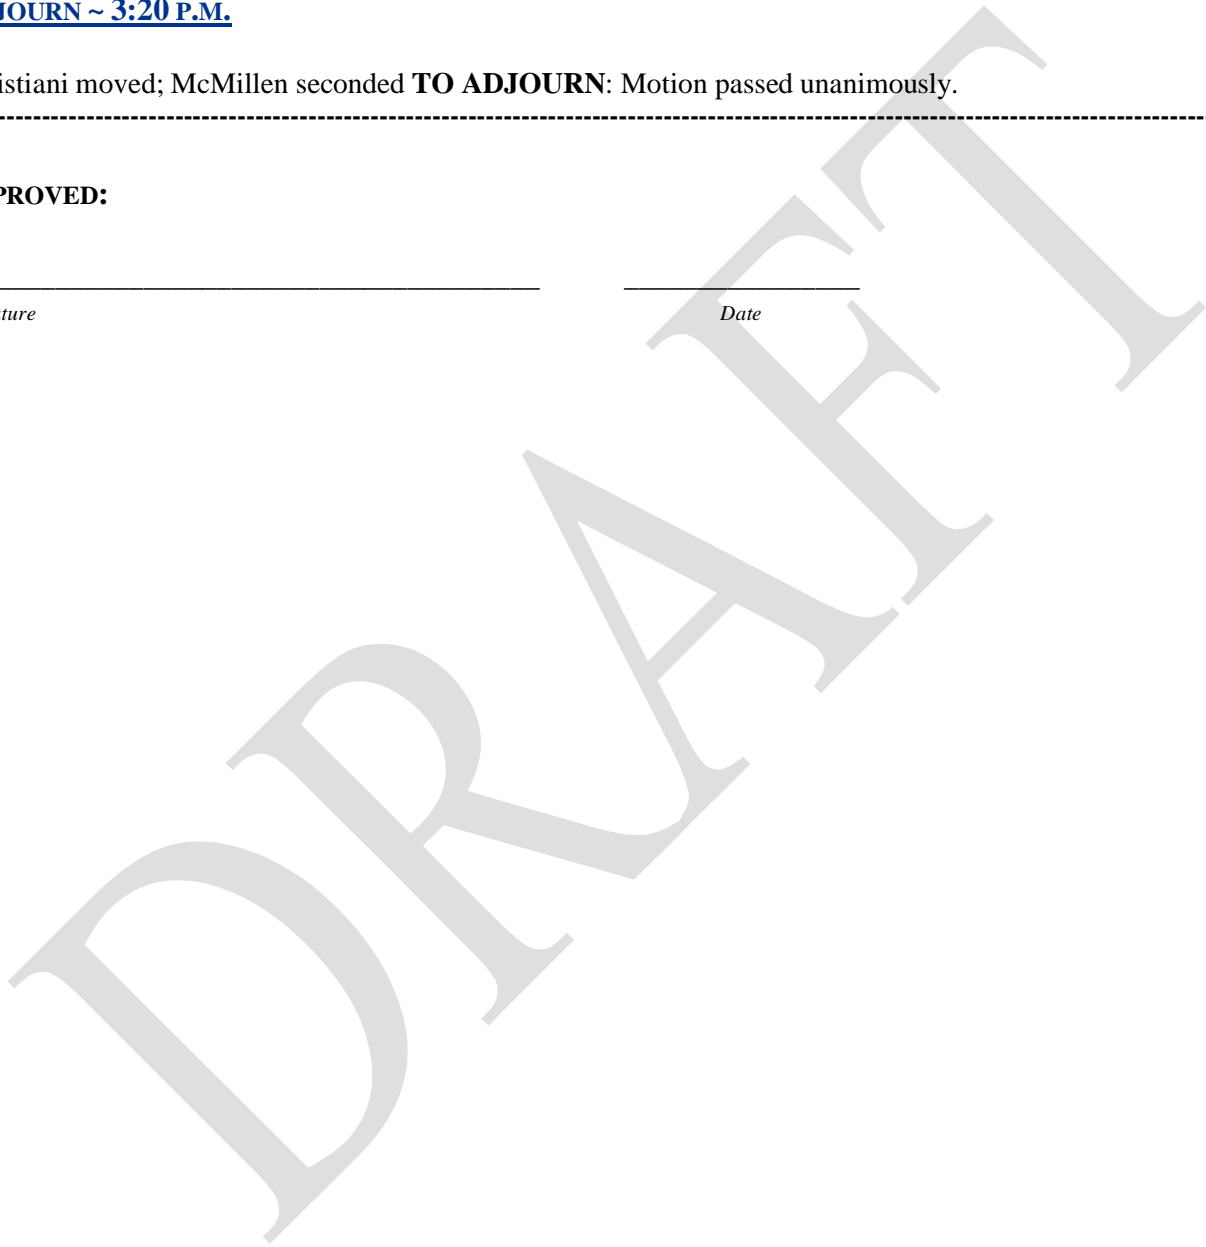 JOURN ~ 3:20 P.M.
istiani moved; McMillen seconded TO ADJOURN: Motion passed unanimously.
PROVED:
ture Date
DRAFT